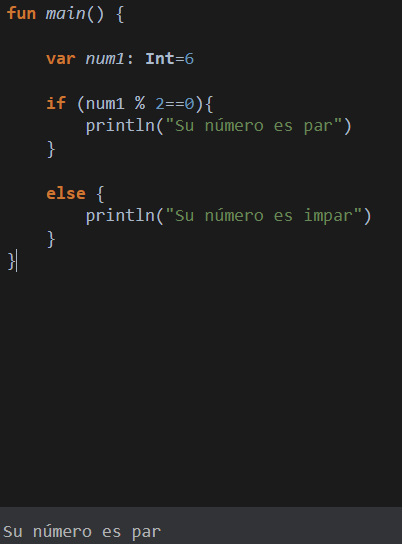 fun main() {
var num1: Int=6
if (num1 % 2==0){
println("Su número es par")
}
else {
println("Su número es impar")
}
}
Su número es par